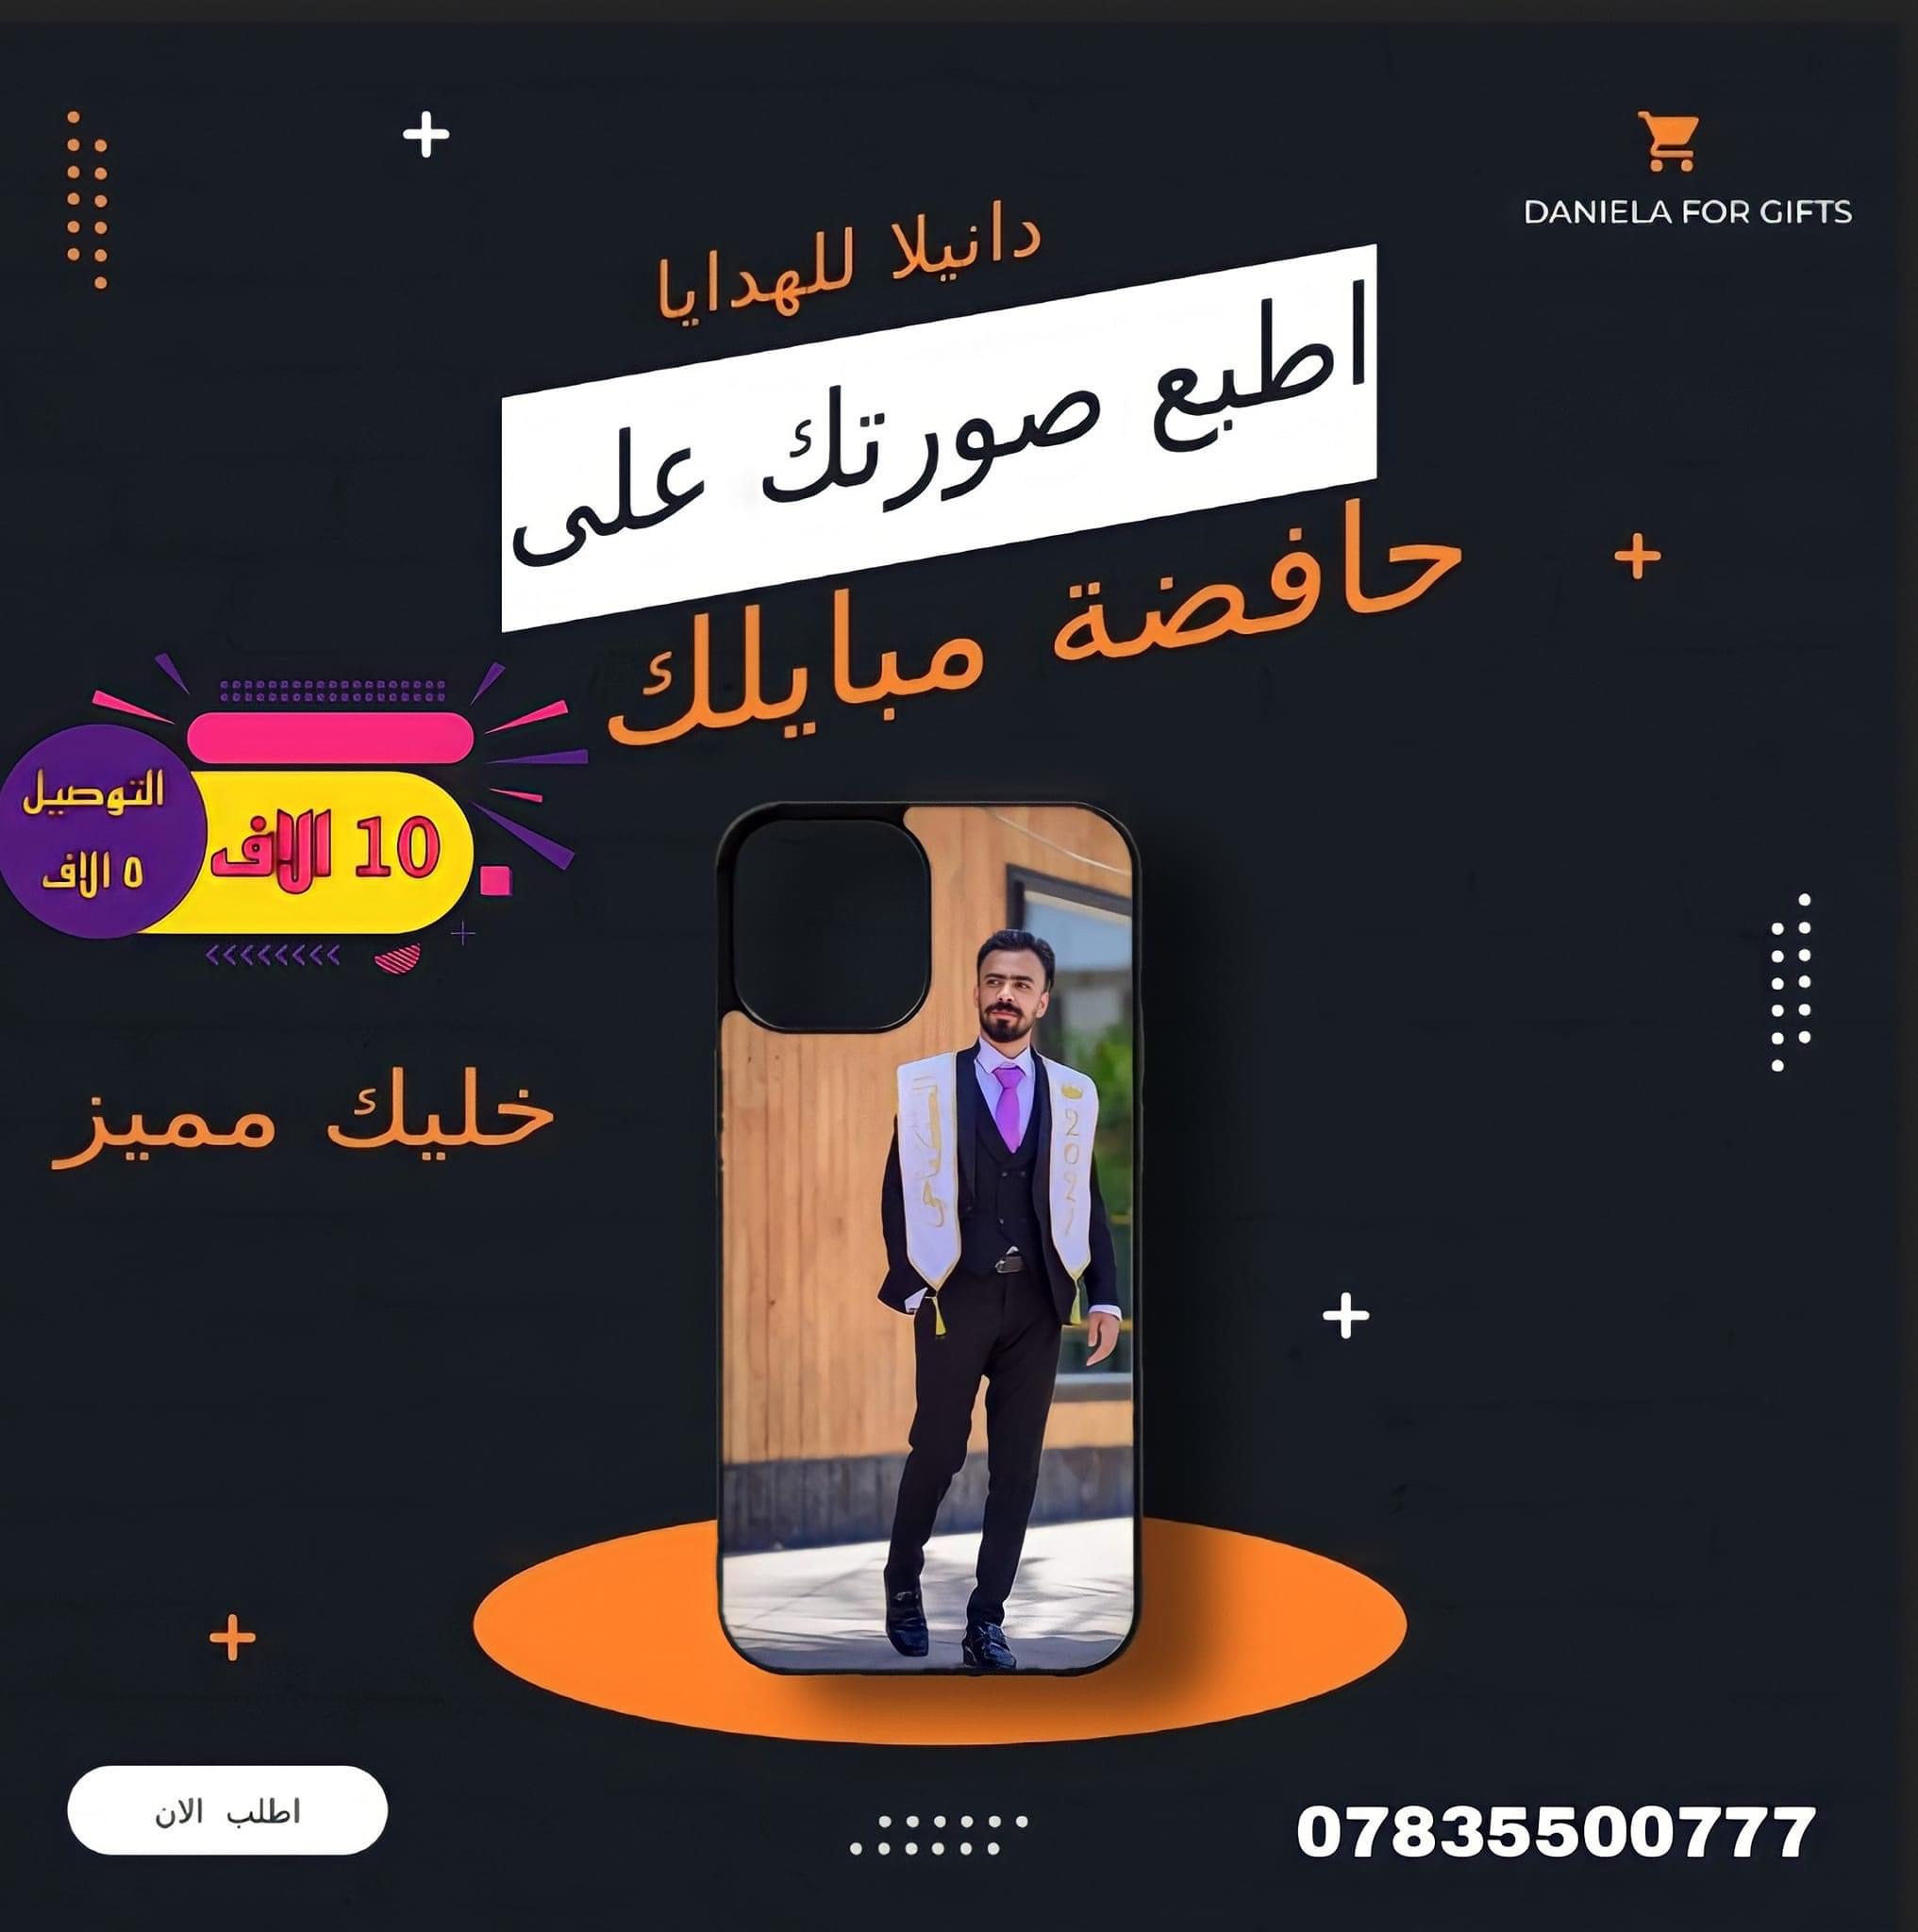 DANIELA FOR GIFTS
دانيلا للهدايا
اطبع صورتك على
حافضة مبايلك
10 الاف
التوصيل
٥ الاف
خليك مميز
2021
اطلب الان
07835500777